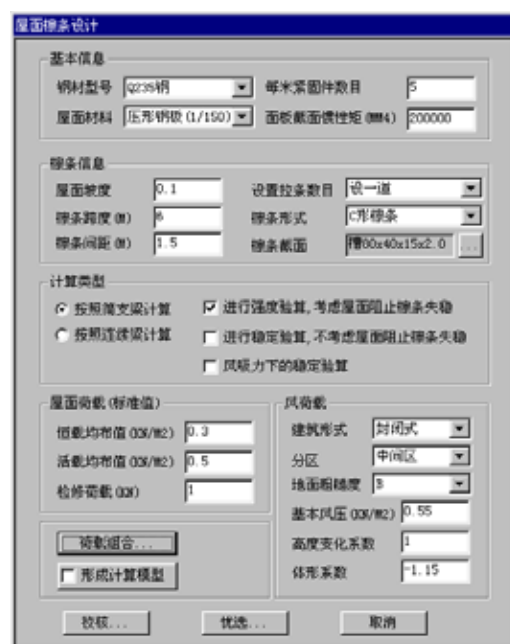 屋面檩条设计
基本信息
钢材型号 Q235钢 每米紧固件数目 5
屋面材料 压形钢板(1/150) 面板截面惯性矩(MM4) 200000
檩条信息
屋面坡度 0.1 设置拉条数目 设一道
檩条跨度(M) 6 檩条形式 C形檩条
檩条间距(M) 1.5 檩条截面 ...
计算类型
按照简支梁计算 进行强度验算,考虑屋面阻止檩条失稳
按照连续梁计算 进行稳定验算,不考虑屋面阻止檩条失稳
风吸力下的稳定验算
屋面荷载(标准值) 风荷载
恒载均布值(KN/M2) 0.3 建筑形式 封闭式
活载均布值(KN/M2) 0.5 分区 中间区
检修荷载(KN) 1 地面粗糙度 B
基本风压(KN/M2) 0.55
荷载组合... 高度变化系数 1
形成计算模型 体形系数 -1.15
校核... 优选... 取消